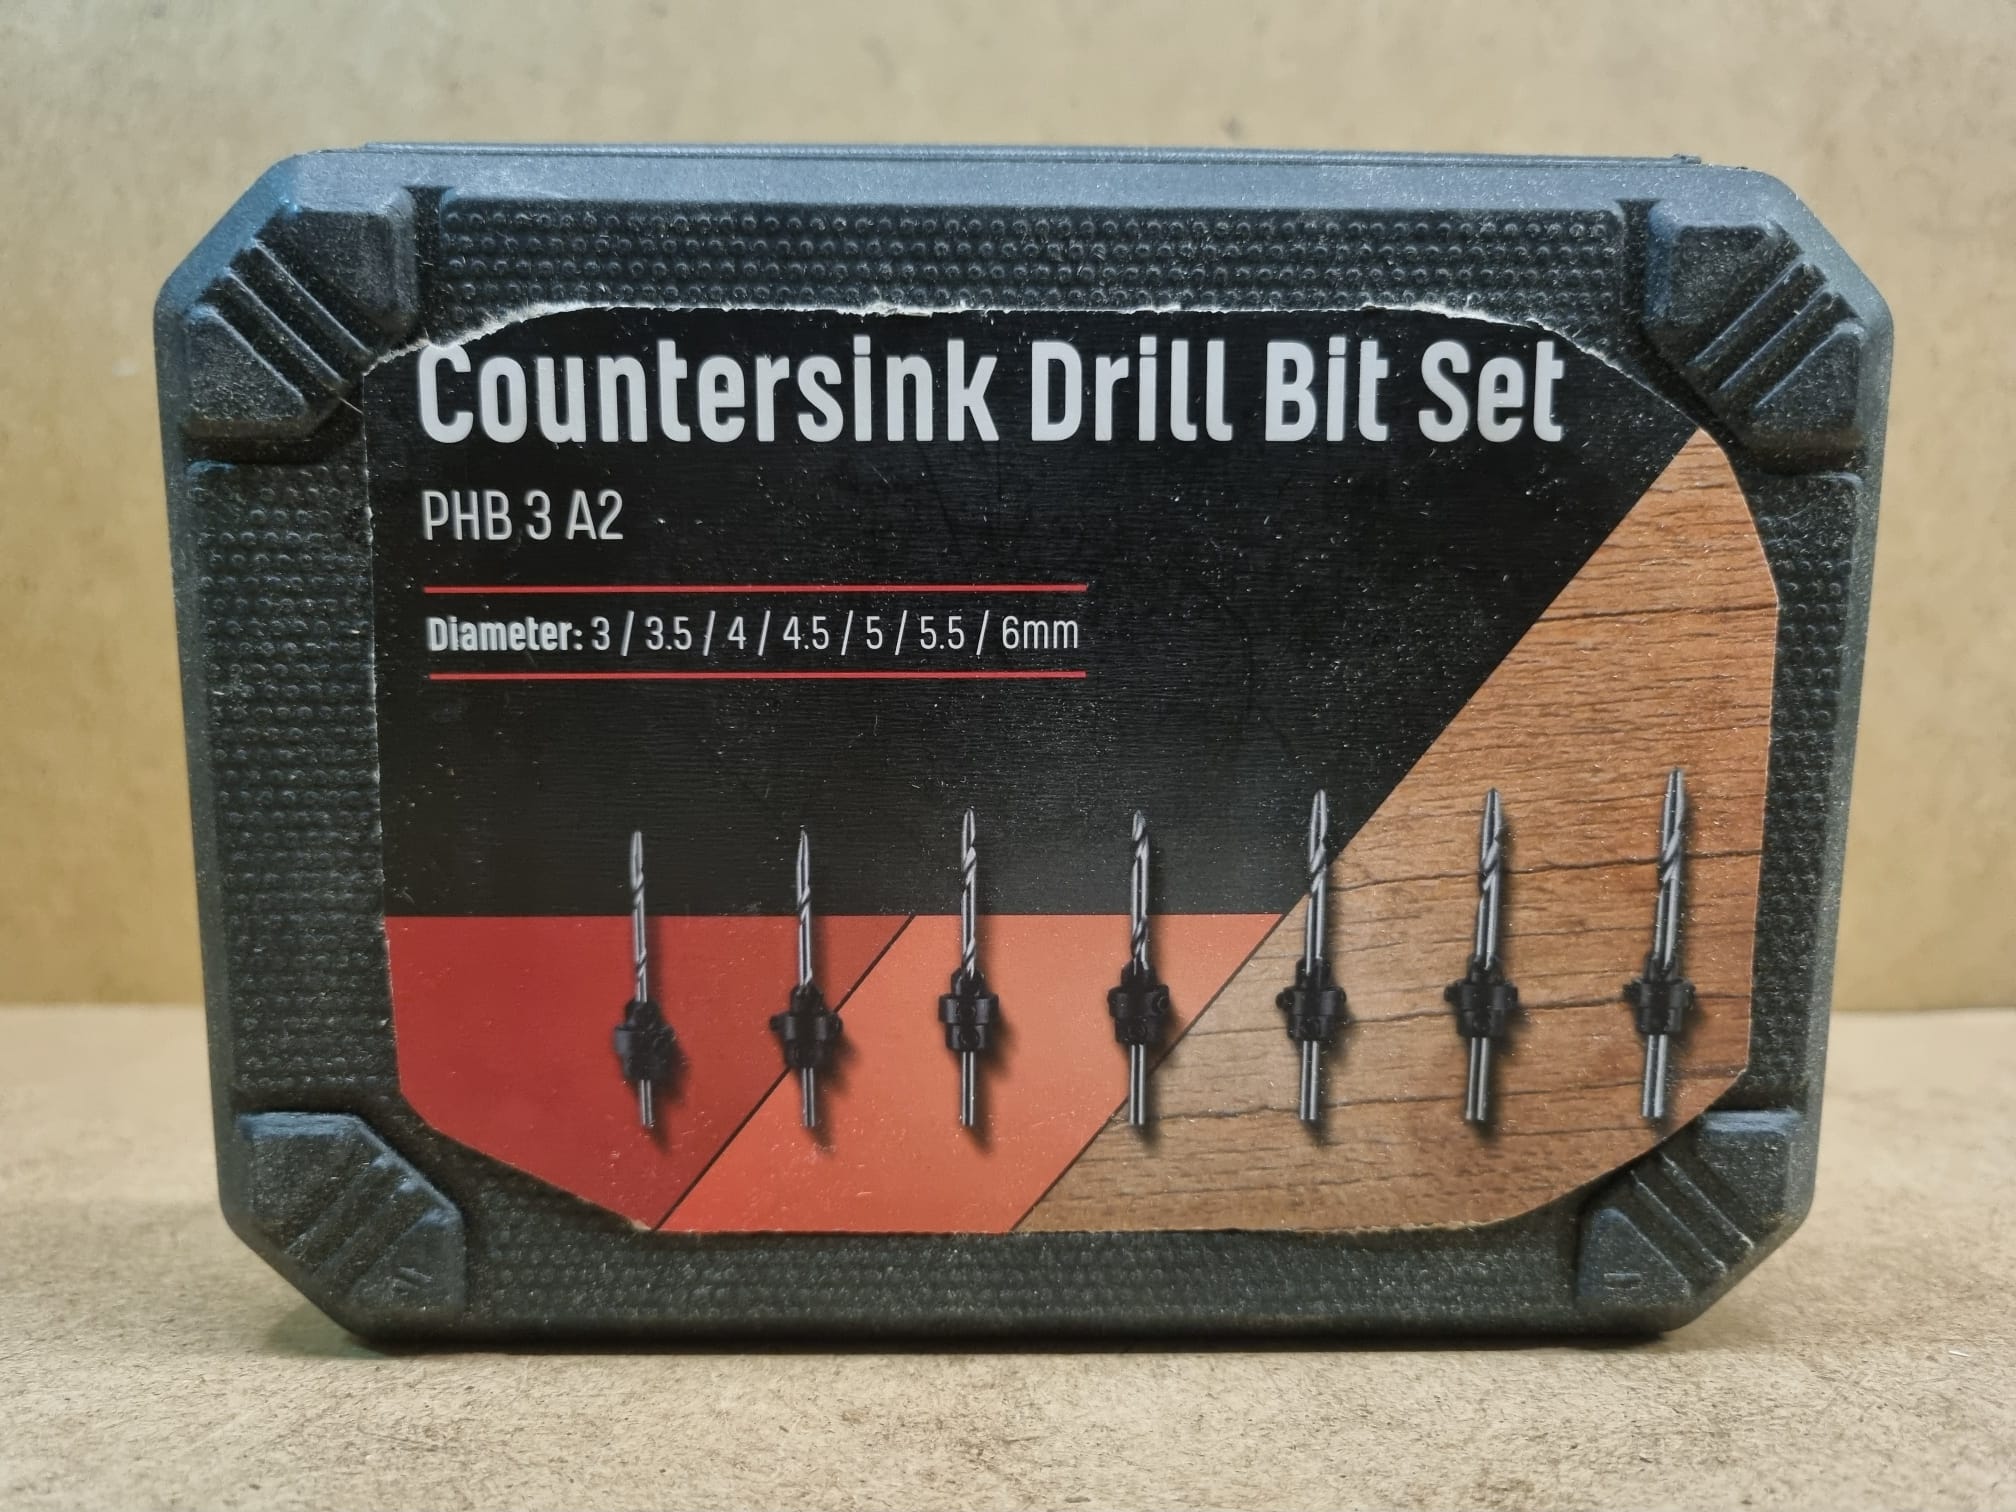 Countersink Drill Bit Set
PHB 3 A2
Diameter: 3 / 3.5 / 4 / 4.5 / 5 / 5.5 / 6mm